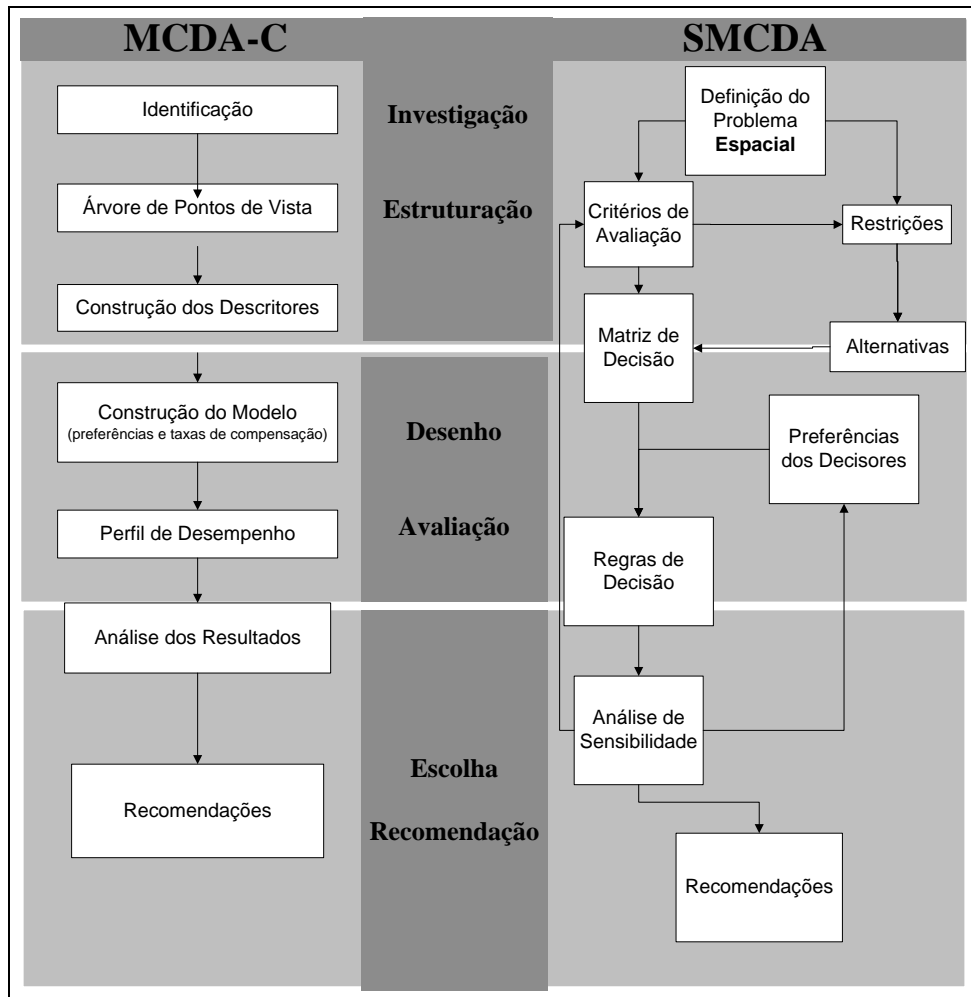 MCDA-C
SMCDA
Identificação
Árvore de Pontos de Vista
Construção dos Descritores
Construção do Modelo
(preferências e taxas de compensação)
Perfil de Desempenho
Análise dos Resultados
Recomendações
Investigação
Estruturação
Desenho
Avaliação
Escolha
Recomendação
Definição do
Problema
Espacial
Critérios de
Avaliação
Restrições
Matriz de
Decisão
Alternativas
Preferências
dos Decisores
Regras de
Decisão
Análise de
Sensibilidade
Recomendações